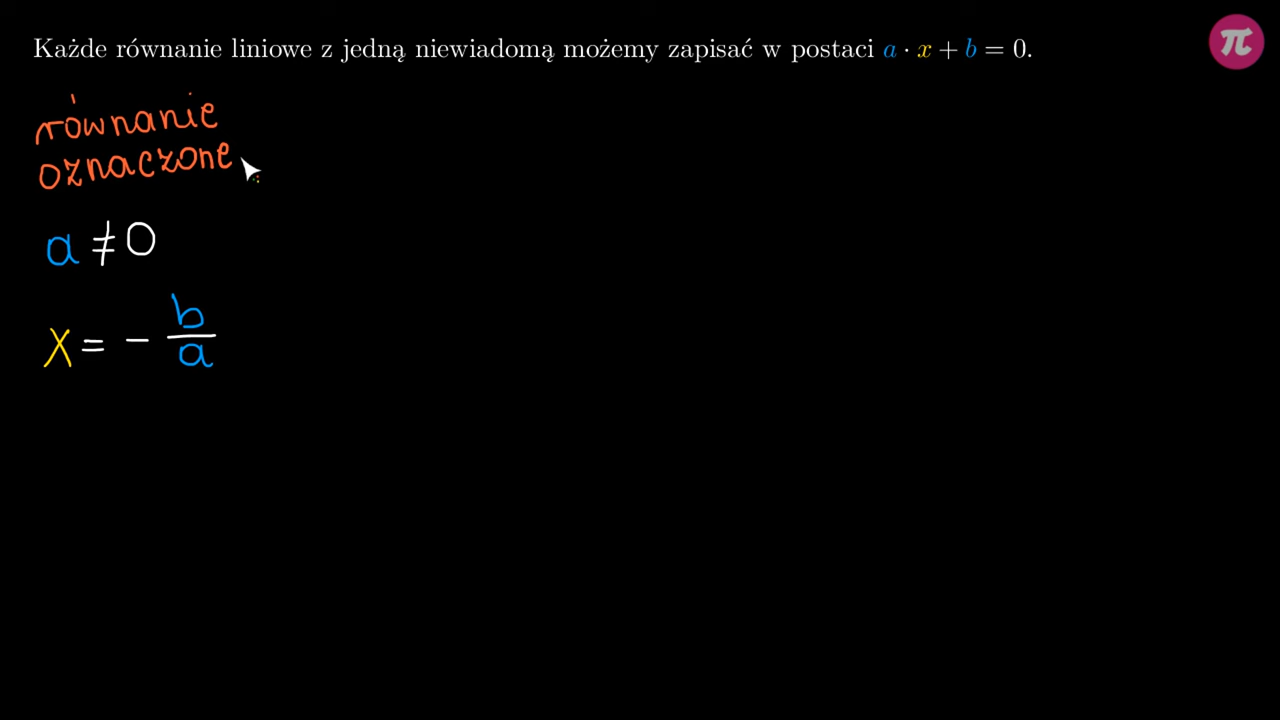 Każde równanie liniowe z jedną niewiadomą możemy zapisać w postaci a · x + b = 0.
π
równanie
oznaczone
a ≠ 0
x = - b/a